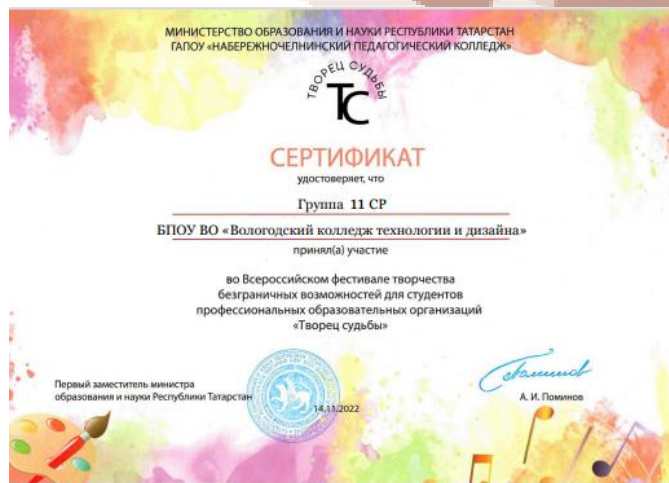 МИНИСТЕРСТВО ОБРАЗОВАНИЯ И НАУКИ РЕСПУБЛИКИ ТАТАРСТАН
ГАПОУ «НАБЕРЕЖНОЧЕЛНИНСКИЙ ПЕДАГОГИЧЕСКИЙ КОЛЛЕДЖ»
ТВОРЕЦ СУДЬБЫ
ТС
СЕРТИФИКАТ
удостоверяет, что
Группа 11 СР
БПОУ ВО «Вологодский колледж технологии и дизайна»
принял(а) участие
во Всероссийском фестивале творчества
безграничных возможностей для студентов
профессиональных образовательных организаций
«Творец судьбы»
Первый заместитель министра
образования и науки Республики Татарстан
14.11.2022
А. И. Поминов